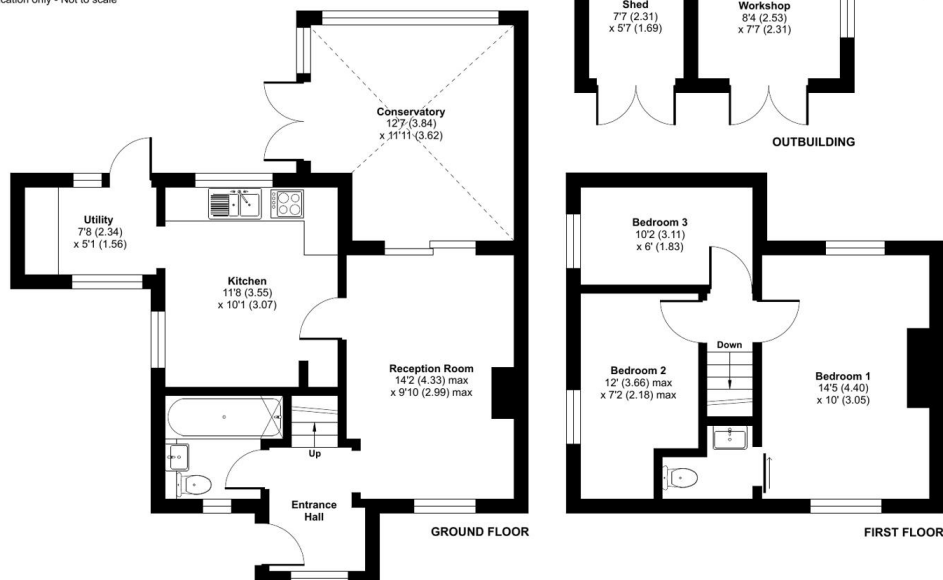 cation only - Not to scale
Shed
7'7 (2.31)
x 5'7 (1.69)
Workshop
8'4 (2.53)
x 7'7 (2.31)
OUTBUILDING
Conservatory
12'7 (3.84)
x 11'11 (3.62)
Utility
7'8 (2.34)
x 5'1 (1.56)
Kitchen
11'8 (3.55)
x 10'1 (3.07)
Reception Room
14'2 (4.33) max
x 9'10 (2.99) max
Up
Entrance
Hall
GROUND FLOOR
Bedroom 3
10'2 (3.11)
x 6' (1.83)
Down
Bedroom 2
12' (3.66) max
x 7'2 (2.18) max
Bedroom 1
14'5 (4.40)
x 10' (3.05)
FIRST FLOOR